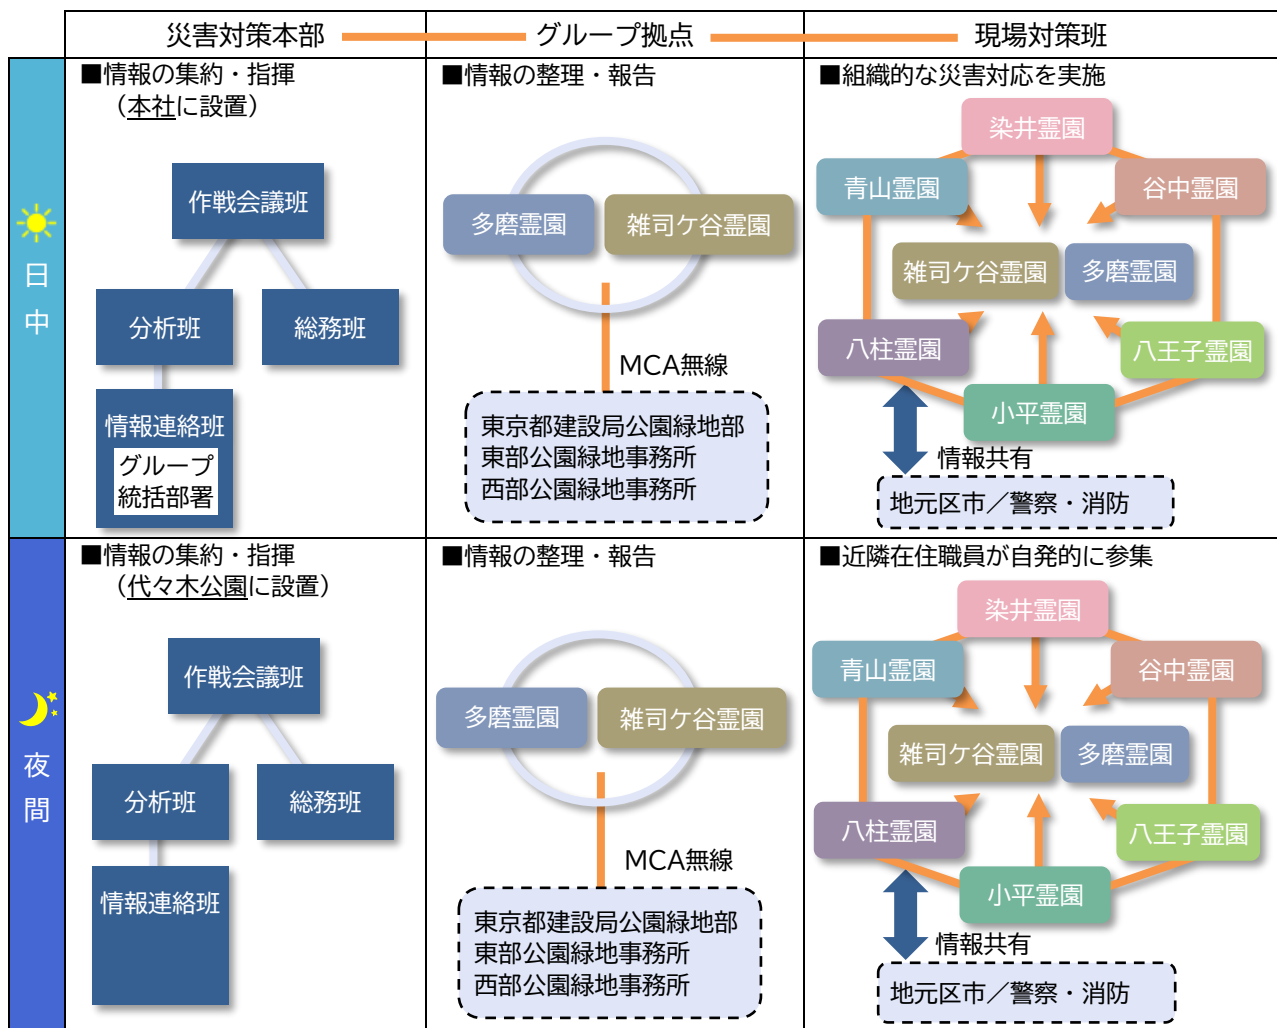 災害対策本部
グループ拠点
現場対策班
日中
■情報の集約・指揮
（本社に設置）
作戦会議班
分析班
総務班
情報連絡班
グループ
統括部署
■情報の整理・報告
多磨霊園
雑司ケ谷霊園
MCA無線
東京都建設局公園緑地部
東部公園緑地事務所
西部公園緑地事務所
■組織的な災害対応を実施
染井霊園
青山霊園
谷中霊園
雑司ケ谷霊園
多磨霊園
八柱霊園
八王子霊園
小平霊園
情報共有
地元区市／警察・消防
夜間
■情報の集約・指揮
（代々木公園に設置）
作戦会議班
分析班
総務班
情報連絡班
■情報の整理・報告
多磨霊園
雑司ケ谷霊園
MCA無線
東京都建設局公園緑地部
東部公園緑地事務所
西部公園緑地事務所
■近隣在住職員が自発的に参集
染井霊園
青山霊園
谷中霊園
雑司ケ谷霊園
多磨霊園
八柱霊園
八王子霊園
小平霊園
情報共有
地元区市／警察・消防